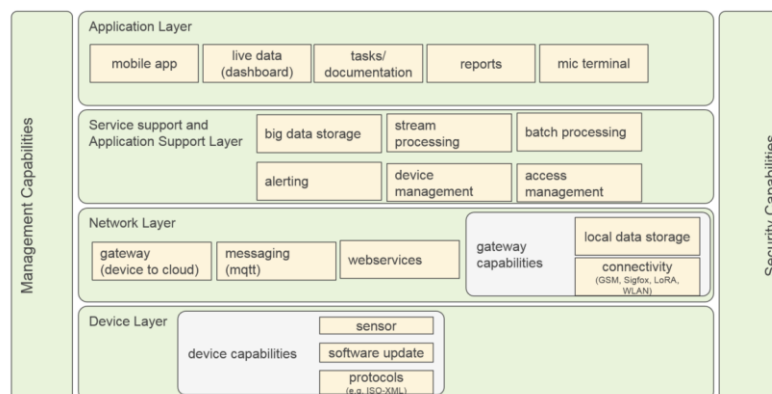 Management Capabilities
Application Layer
mobile app
live data
(dashboard)
tasks/
documentation
reports
mic terminal
Service support and
Application Support Layer
big data storage
stream
processing
batch processing
alerting
device
management
access
management
Network Layer
gateway
(device to cloud)
messaging
(mqtt)
webservices
gateway
capabilities
local data storage
connectivity
(GSM, Sigfox, LoRA,
WLAN)
Device Layer
device capabilities
sensor
software update
protocols
(e.g. ISO-XML)
Security Capabilities